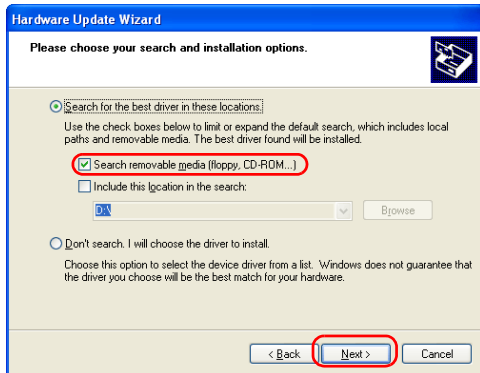 Hardware Update Wizard
Please choose your search and installation options.
Search for the best driver in these locations.
Use the check boxes below to limit or expand the default search, which includes local
paths and removable media. The best driver found will be installed.
Search removable media (floppy, CD-ROM...)
Include this location in the search:
D:\
Browse
Don't search. I will choose the driver to install.
Choose this option to select the device driver from a list. Windows does not guarantee that
the driver you choose will be the best match for your hardware.
< Back Next > Cancel